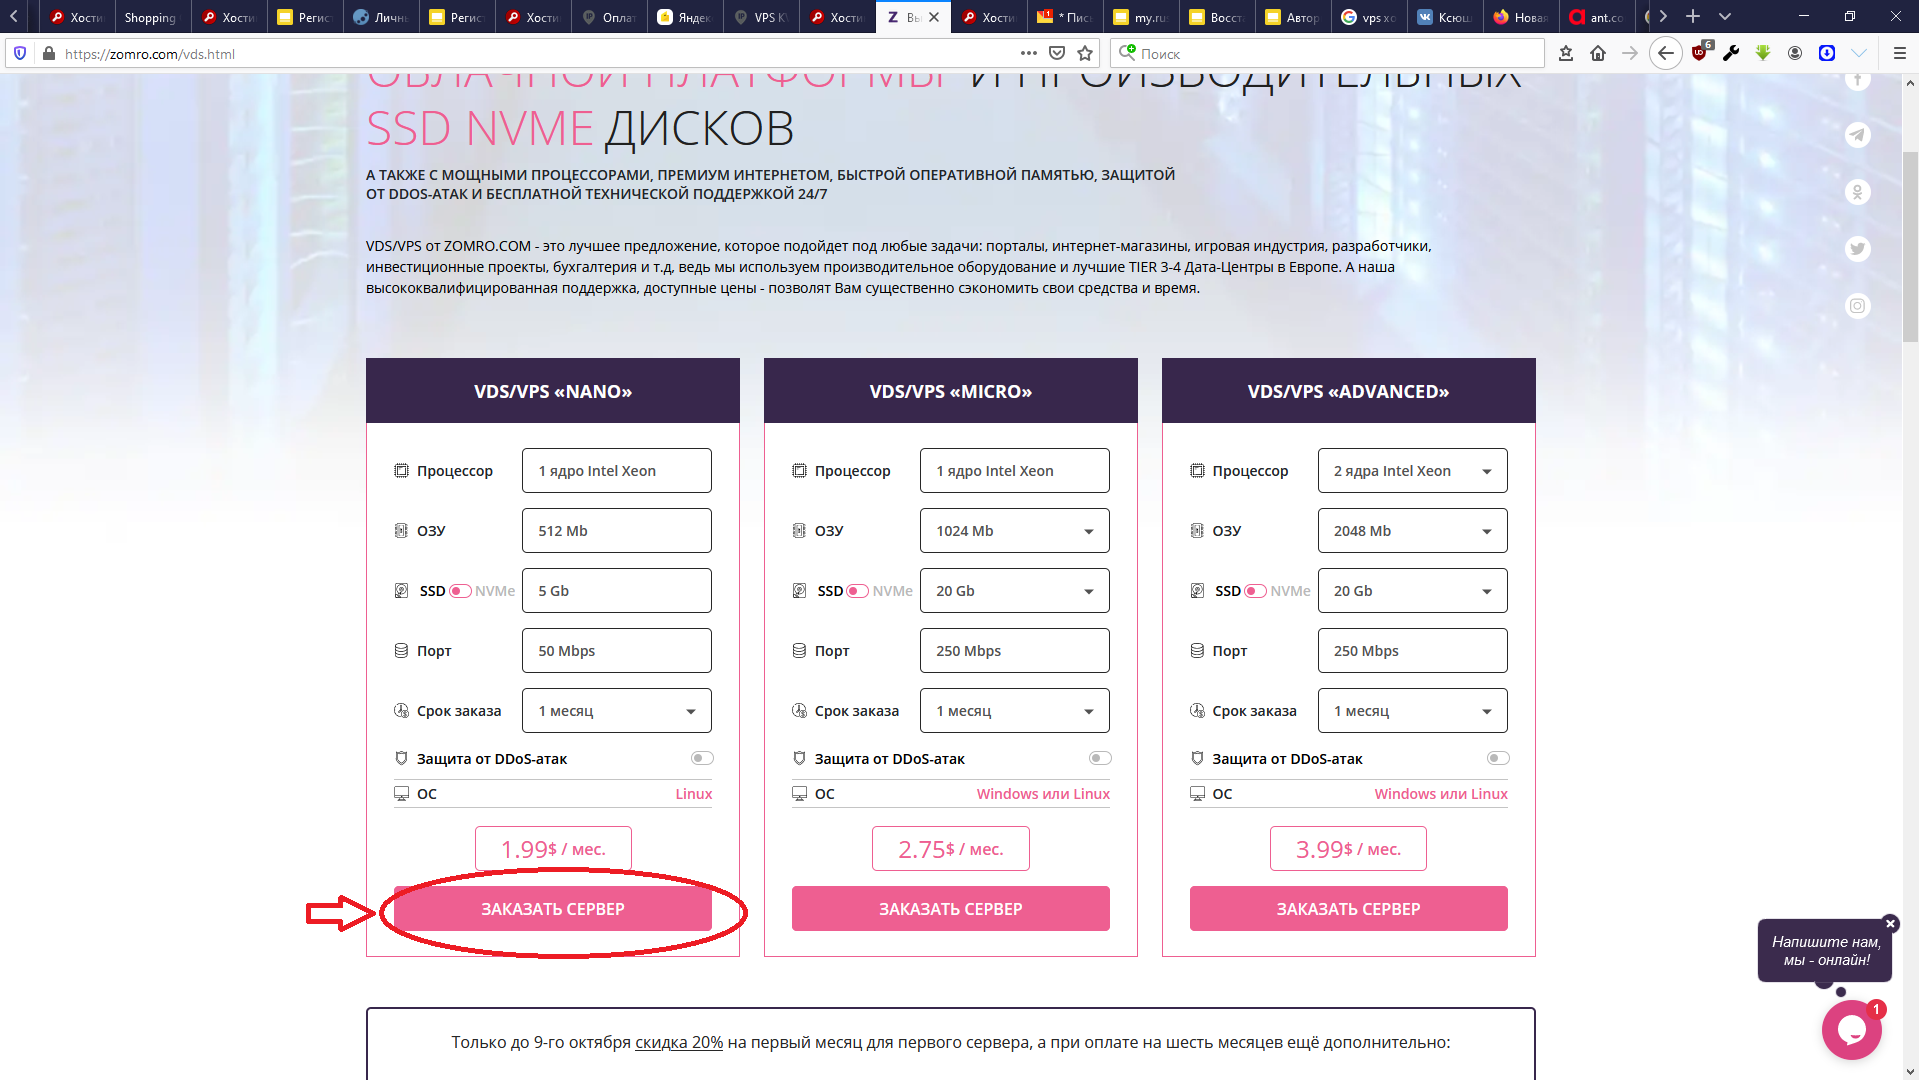 Хости
Shopping
Хости
Регист
Личнь
Регист
Хости
Оплат
Яндек
VPS K
Хости
Вы
Хости
* Пись
my.ru
Восста
Автор
vps хо
Ксюш
Новая
ant.co
https://zomro.com/vds.html
Поиск
6
SSD NVME ДИСКОВ
А ТАКЖЕ С МОЩНЫМИ ПРОЦЕССОРАМИ, ПРЕМИУМ ИНТЕРНЕТОМ, БЫСТРОЙ ОПЕРАТИВНОЙ ПАМЯТЬЮ, ЗАЩИТОЙ
ОТ DDOS-АТАК И БЕСПЛАТНОЙ ТЕХНИЧЕСКОЙ ПОДДЕРЖКОЙ 24/7
VDS/VPS от ZOMRO.COM - это лучшее предложение, которое подойдет под любые задачи: порталы, интернет-магазины, игровая индустрия, разработчики,
инвестиционные проекты, бухгалтерия и т.д, ведь мы используем производительное оборудование и лучшие TIER 3-4 Дата-Центры в Европе. А наша
высококвалифицированная поддержка, доступные цены - позволят Вам существенно сэкономить свои средства и время.
VDS/VPS «NANO»
Процессор 1 ядро Intel Xeon
ОЗУ 512 Mb
SSD NVMe 5 Gb
Порт 50 Mbps
Срок заказа 1 месяц
Защита от DDoS-атак
ОС Linux
1.99$ / мес.
ЗАКАЗАТЬ СЕРВЕР
VDS/VPS «MICRO»
Процессор 1 ядро Intel Xeon
ОЗУ 1024 Mb
SSD NVMe 20 Gb
Порт 250 Mbps
Срок заказа 1 месяц
Защита от DDoS-атак
ОС Windows или Linux
2.75$ / мес.
ЗАКАЗАТЬ СЕРВЕР
VDS/VPS «ADVANCED»
Процессор 2 ядра Intel Xeon
ОЗУ 2048 Mb
SSD NVMe 20 Gb
Порт 250 Mbps
Срок заказа 1 месяц
Защита от DDoS-атак
ОС Windows или Linux
3.99$ / мес.
ЗАКАЗАТЬ СЕРВЕР
Напишите нам,
мы - онлайн!
1
Только до 9-го октября скидка 20% на первый месяц для первого сервера, а при оплате на шесть месяцев ещё дополнительно: